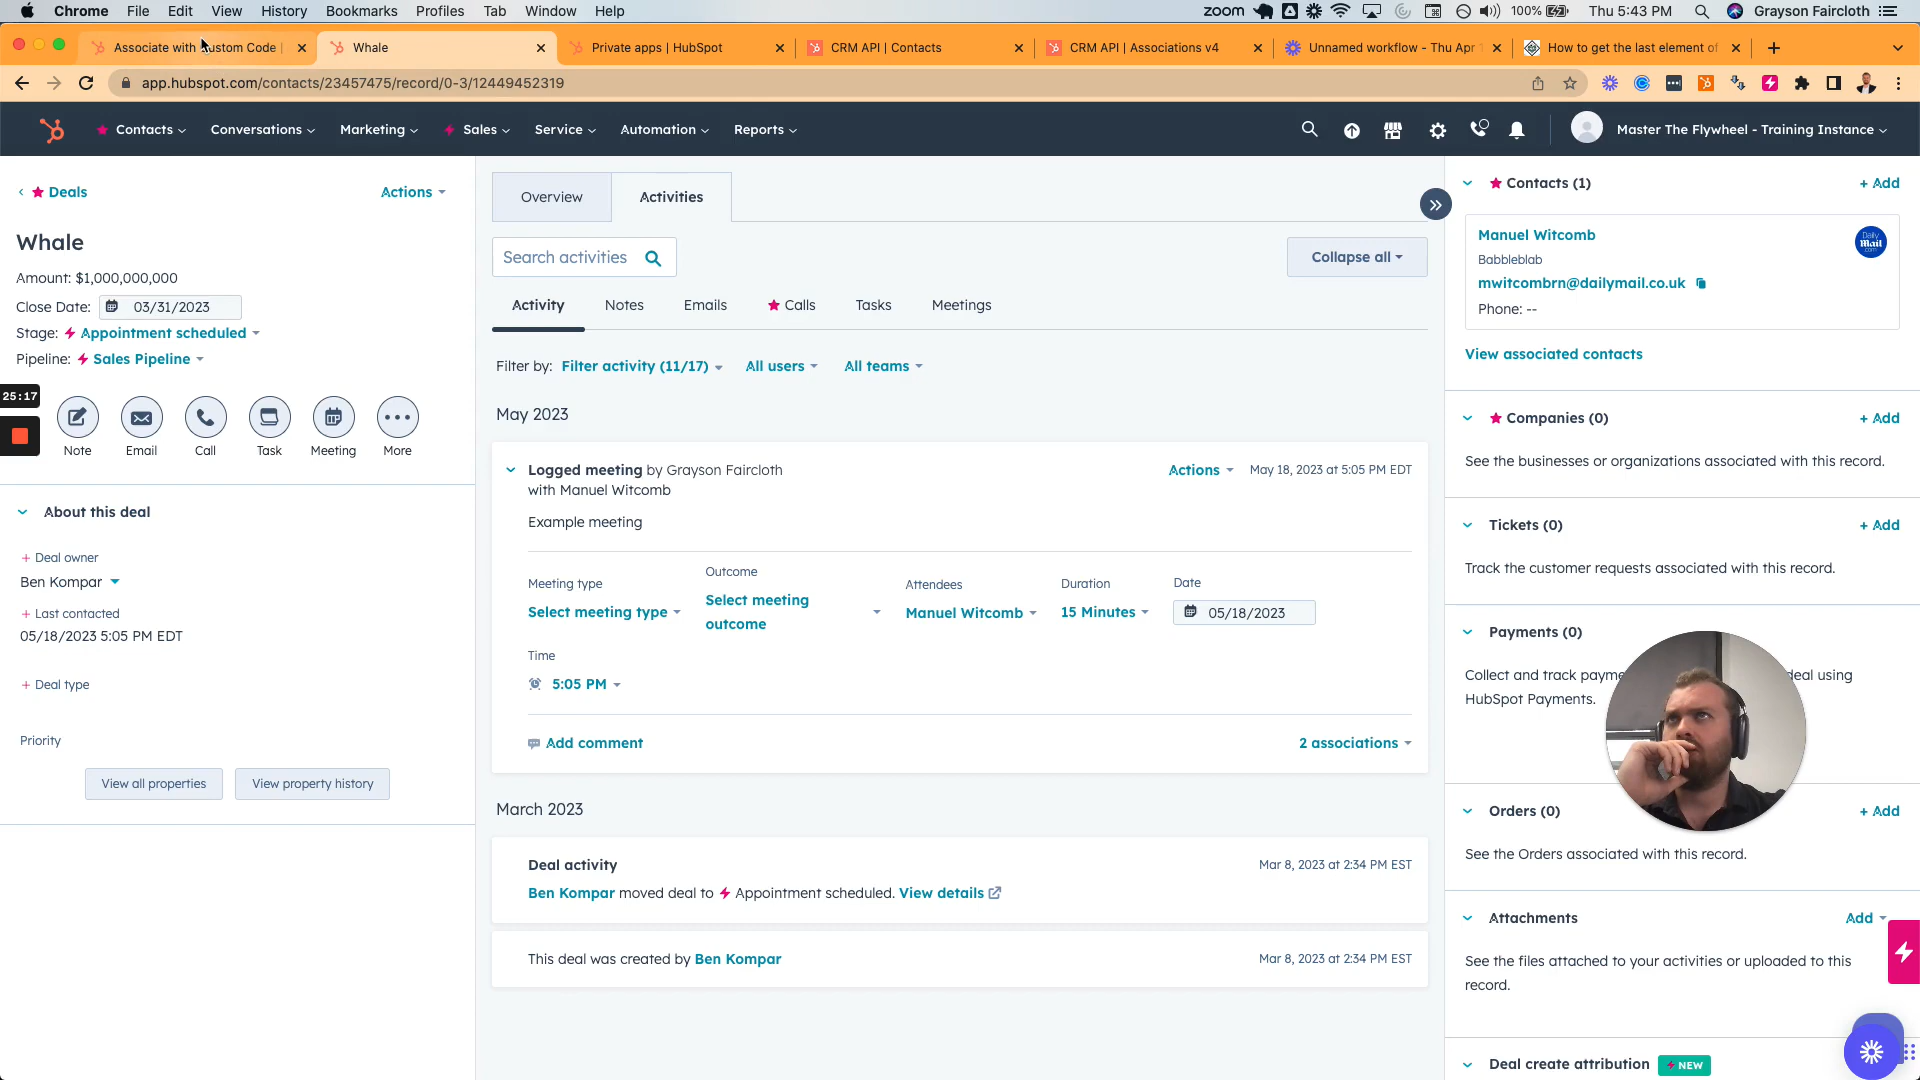 Chrome File Edit View History Bookmarks Profiles Tab Window Help
zoom 100% Thu 5:43 PM Grayson Faircloth
Associate with Custom Code |
Whale
Private apps | HubSpot
CRM API | Contacts
CRM API | Associations v4
Unnamed workflow - Thu Apr
How to get the last element of
app.hubspot.com/contacts/23457475/record/0-3/12449452319
Contacts Conversations Marketing Sales Service Automation Reports
Master The Flywheel - Training Instance
Deals
Actions
Whale
Amount: $1,000,000,000
Close Date: 03/31/2023
Stage: Appointment scheduled
Pipeline: Sales Pipeline
25:17
Note Email Call Task Meeting More
About this deal
Deal owner
Ben Kompar
Last contacted
05/18/2023 5:05 PM EDT
Deal type
Priority
View all properties
View property history
Overview
Activities
Search activities
Collapse all
Activity Notes Emails Calls Tasks Meetings
Filter by: Filter activity (11/17) All users All teams
May 2023
Logged meeting by Grayson Faircloth
with Manuel Witcomb
Actions May 18, 2023 at 5:05 PM EDT
Example meeting
Meeting type
Select meeting type
Outcome
Select meeting
outcome
Attendees
Manuel Witcomb
Duration
15 Minutes
Date
05/18/2023
Time
5:05 PM
Add comment
2 associations
March 2023
Deal activity
Mar 8, 2023 at 2:34 PM EST
Ben Kompar moved deal to Appointment scheduled. View details
This deal was created by Ben Kompar
Mar 8, 2023 at 2:34 PM EST
Contacts (1)
+ Add
Manuel Witcomb
Babbleblab
mwitcombrn@dailymail.co.uk
Phone: --
Daily
Mail
.com
View associated contacts
Companies (0)
+ Add
See the businesses or organizations associated with this record.
Tickets (0)
+ Add
Track the customer requests associated with this record.
Payments (0)
Collect and track payme deal using
HubSpot Payments.
Orders (0)
+ Add
See the Orders associated with this record.
Attachments
Add
See the files attached to your activities or uploaded to this
record.
Deal create attribution
NEW